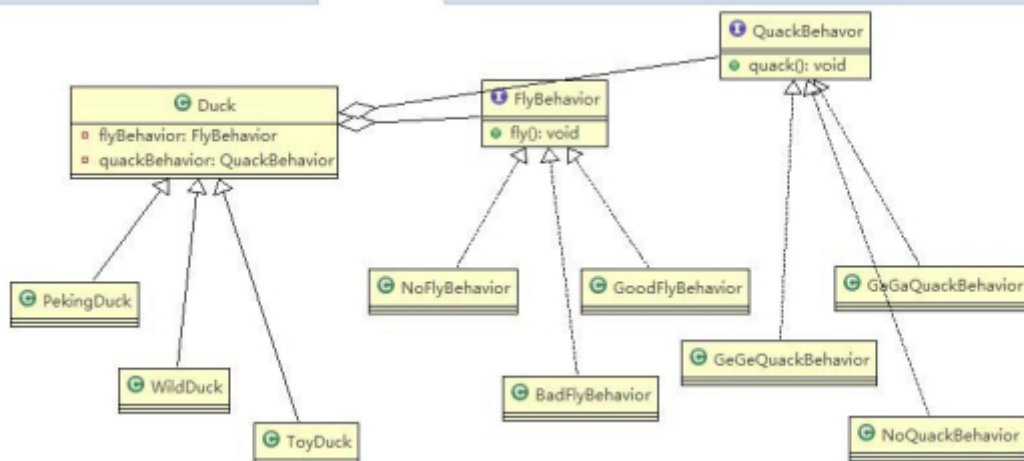 QuackBehavor
quack(): void
FlyBehavior
fly(): void
Duck
flyBehavior: FlyBehavior
quackBehavior: QuackBehavior
PekingDuck
WildDuck
ToyDuck
NoFlyBehavior
GoodFlyBehavior
BadFlyBehavior
GaGaQuackBehavior
GeGeQuackBehavior
NoQuackBehavior